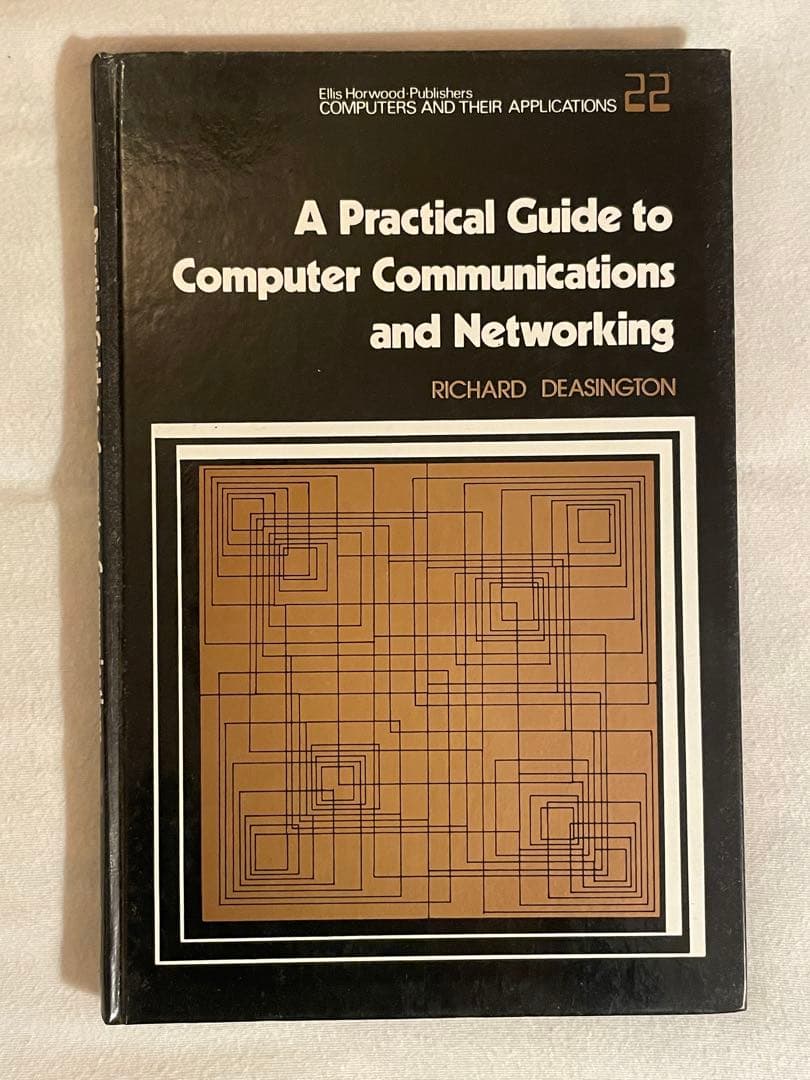 Ellis Horwood·Publishers
COMPUTERS AND THEIR APPLICATIONS 22
A Practical Guide to
Computer Communications
and Networking
RICHARD DEASINGTON